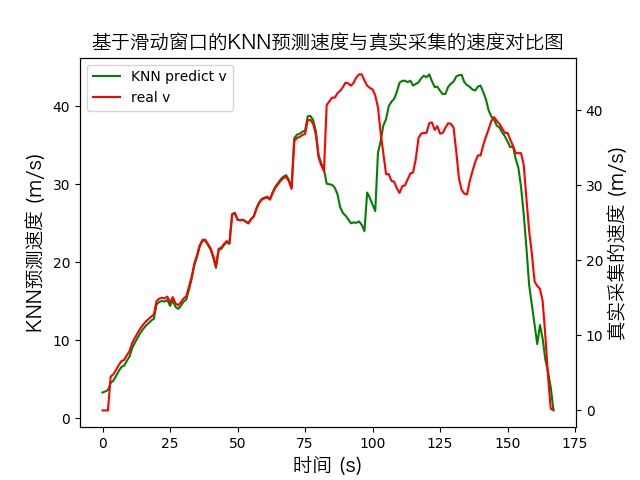 基于滑动窗口的KNN预测速度与真实采集的速度对比图
KNN predict v
real v
KNN预测速度 (m/s)
40
30
20
10
0
40
30
20
10
0
真实采集的速度 (m/s)
0 25 50 75 100 125 150 175
时间 (s)